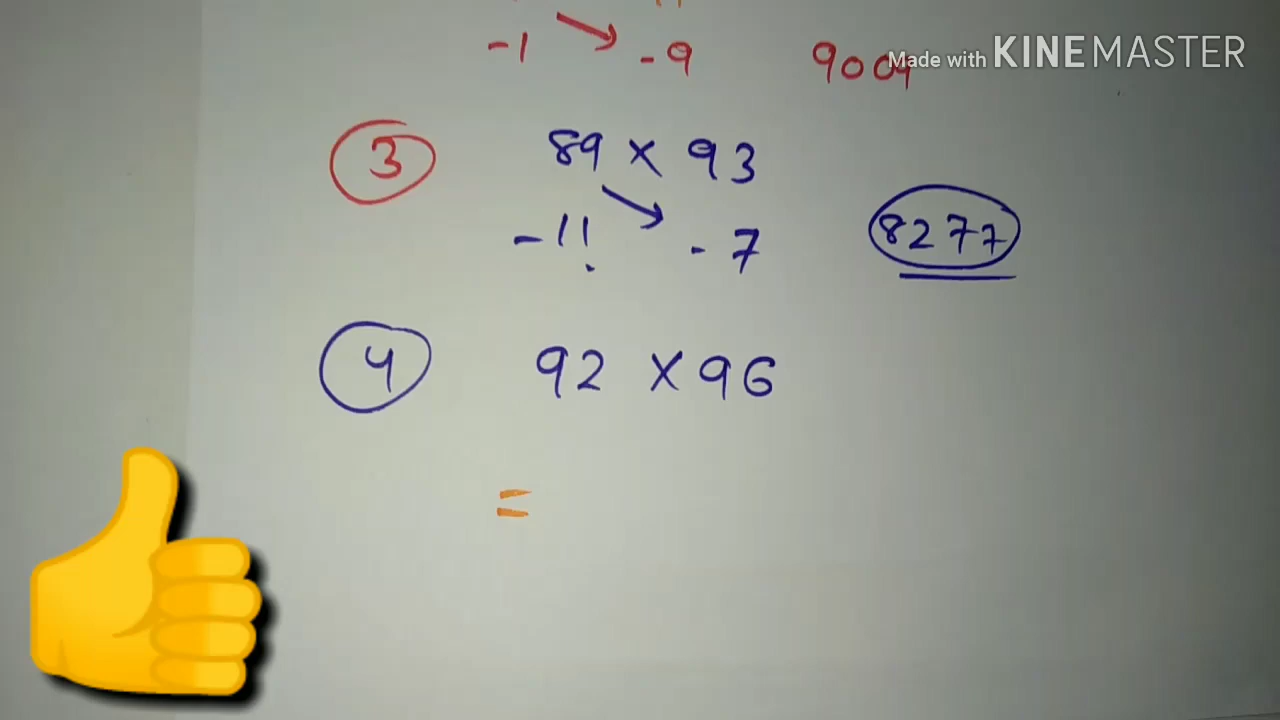 -1 -9 9009
Made with KINEMASTER
3 89 x 93
-11 -7 8277
4 92 x 96
=